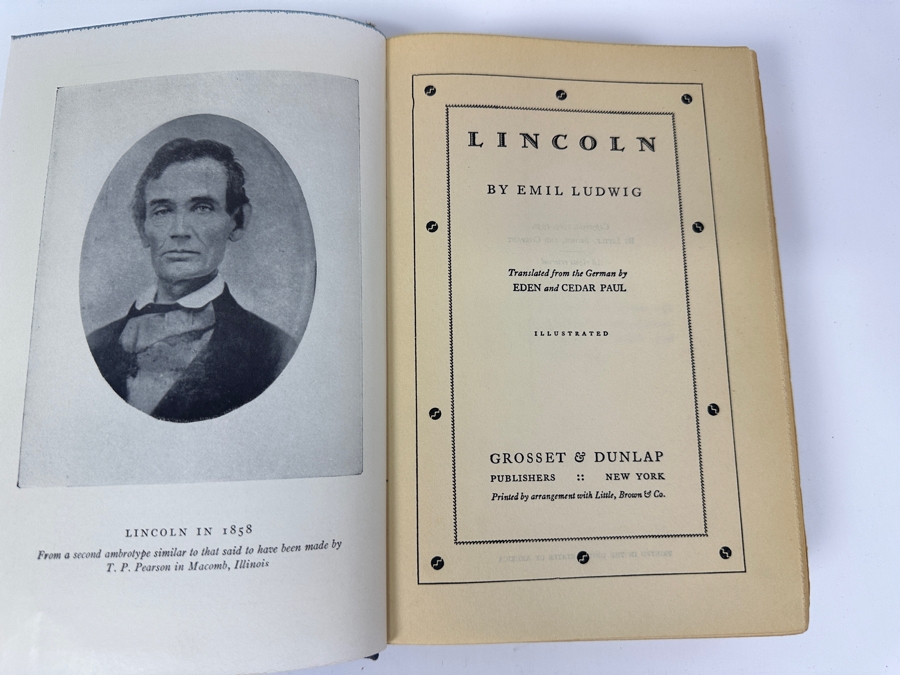 LINCOLN IN 1858
From a second ambrotype similar to that said to have been made by
T. P. Pearson in Macomb, Illinois
LINCOLN
BY EMIL LUDWIG
Translated from the German by
EDEN and CEDAR PAUL
ILLUSTRATED
GROSSET & DUNLAP
PUBLISHERS :: NEW YORK
Printed by arrangement with Little, Brown & Co.